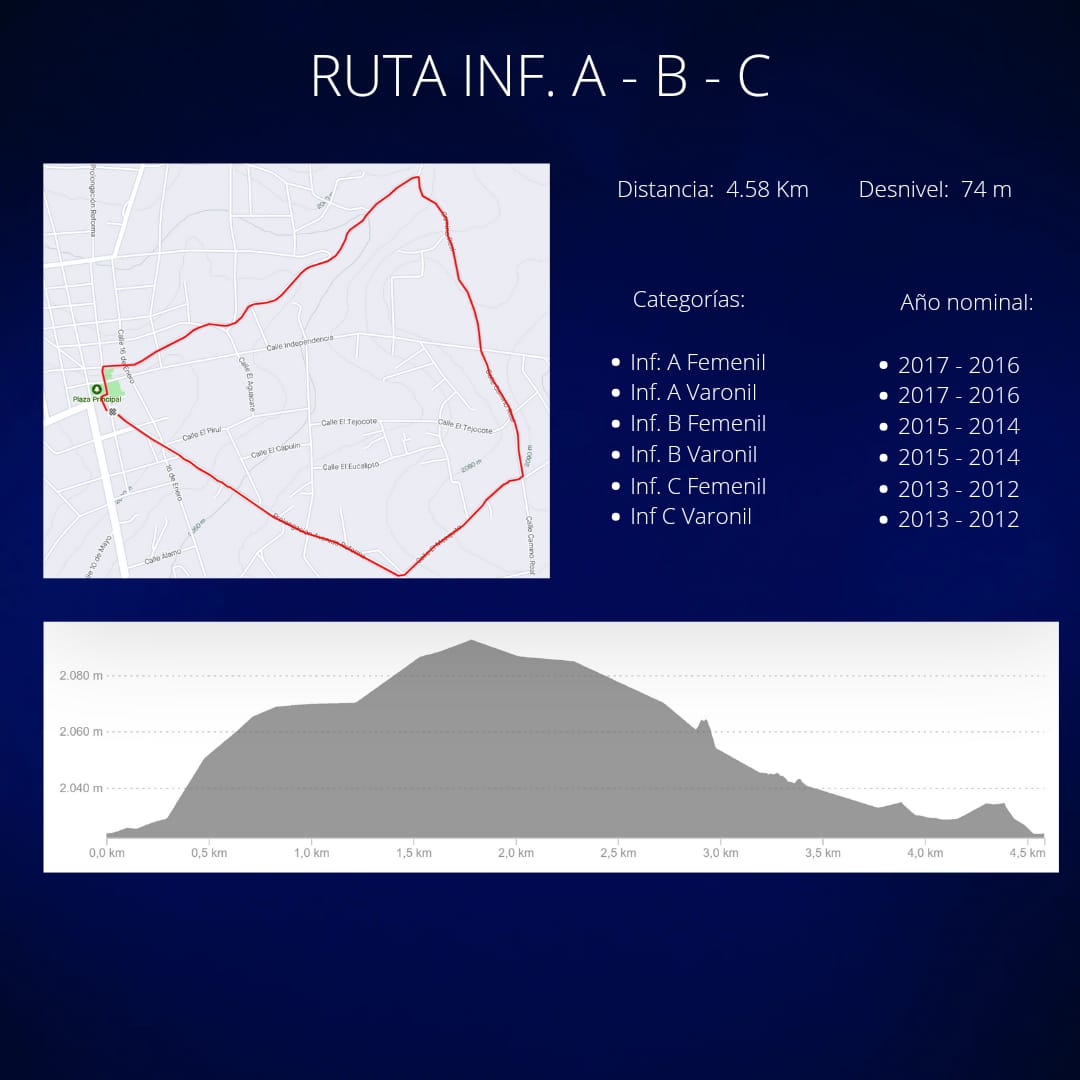 RUTA INF. A - B - C
Distancia: 4.58 Km
Desnivel: 74 m
Categorías:
Inf. A Femenil
Inf. A Varonil
Inf. B Femenil
Inf. B Varonil
Inf. C Femenil
Inf C Varonil
Año nominal:
2017 - 2016
2017 - 2016
2015 - 2014
2015 - 2014
2013 - 2012
2013 - 2012
Prolongación Reforma
Calle 16 de Enero
Calle Independencia
Calle El Aguacate
Plaza Principal
Calle El Pirul
Calle El Capulin
Calle El Tejocote
Calle El Tejocote
Calle El Eucalipto
2080 m
16 de Enero
Calle Alamo
lle 10 de Mayo
Calle Camino Real
2.080 m
2.060 m
2.040 m
0,0 km
0,5 km
1,0 km
1,5 km
2,0 km
2,5 km
3,0 km
3,5 km
4,0 km
4,5 km